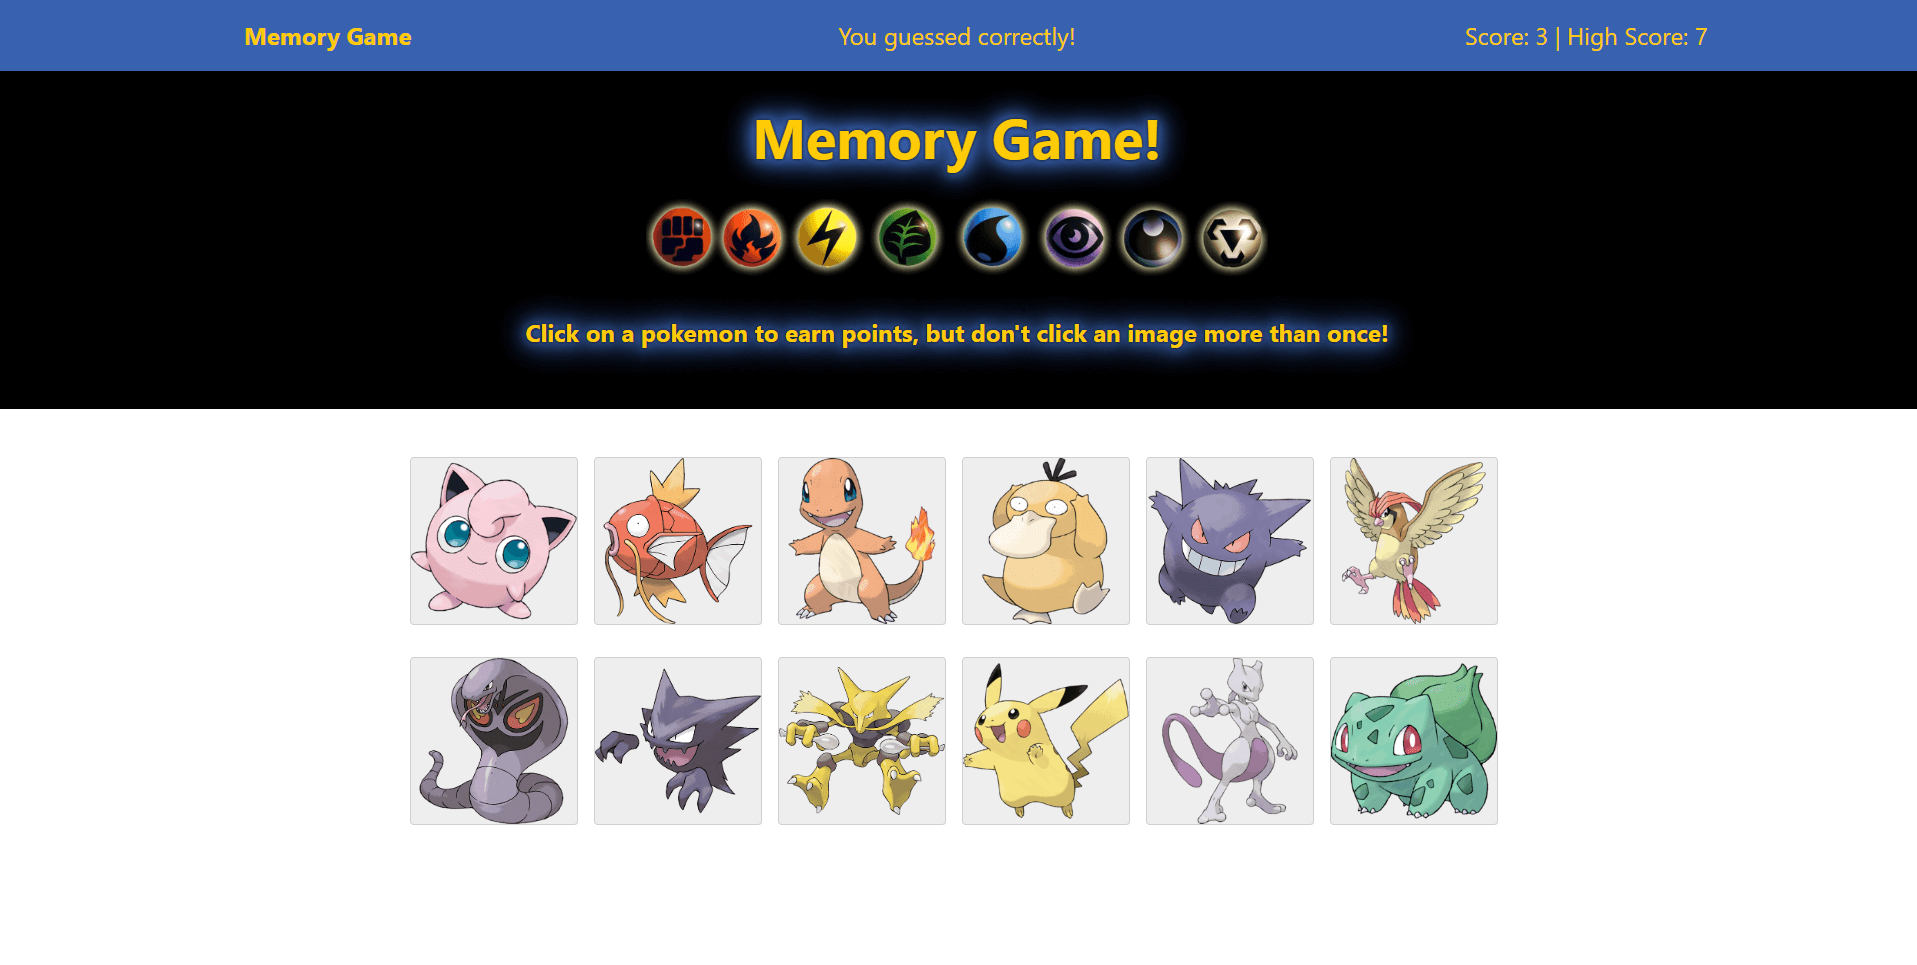 Memory Game
You guessed correctly!
Score: 3 | High Score: 7
Memory Game!
Click on a pokemon to earn points, but don't click an image more than once!